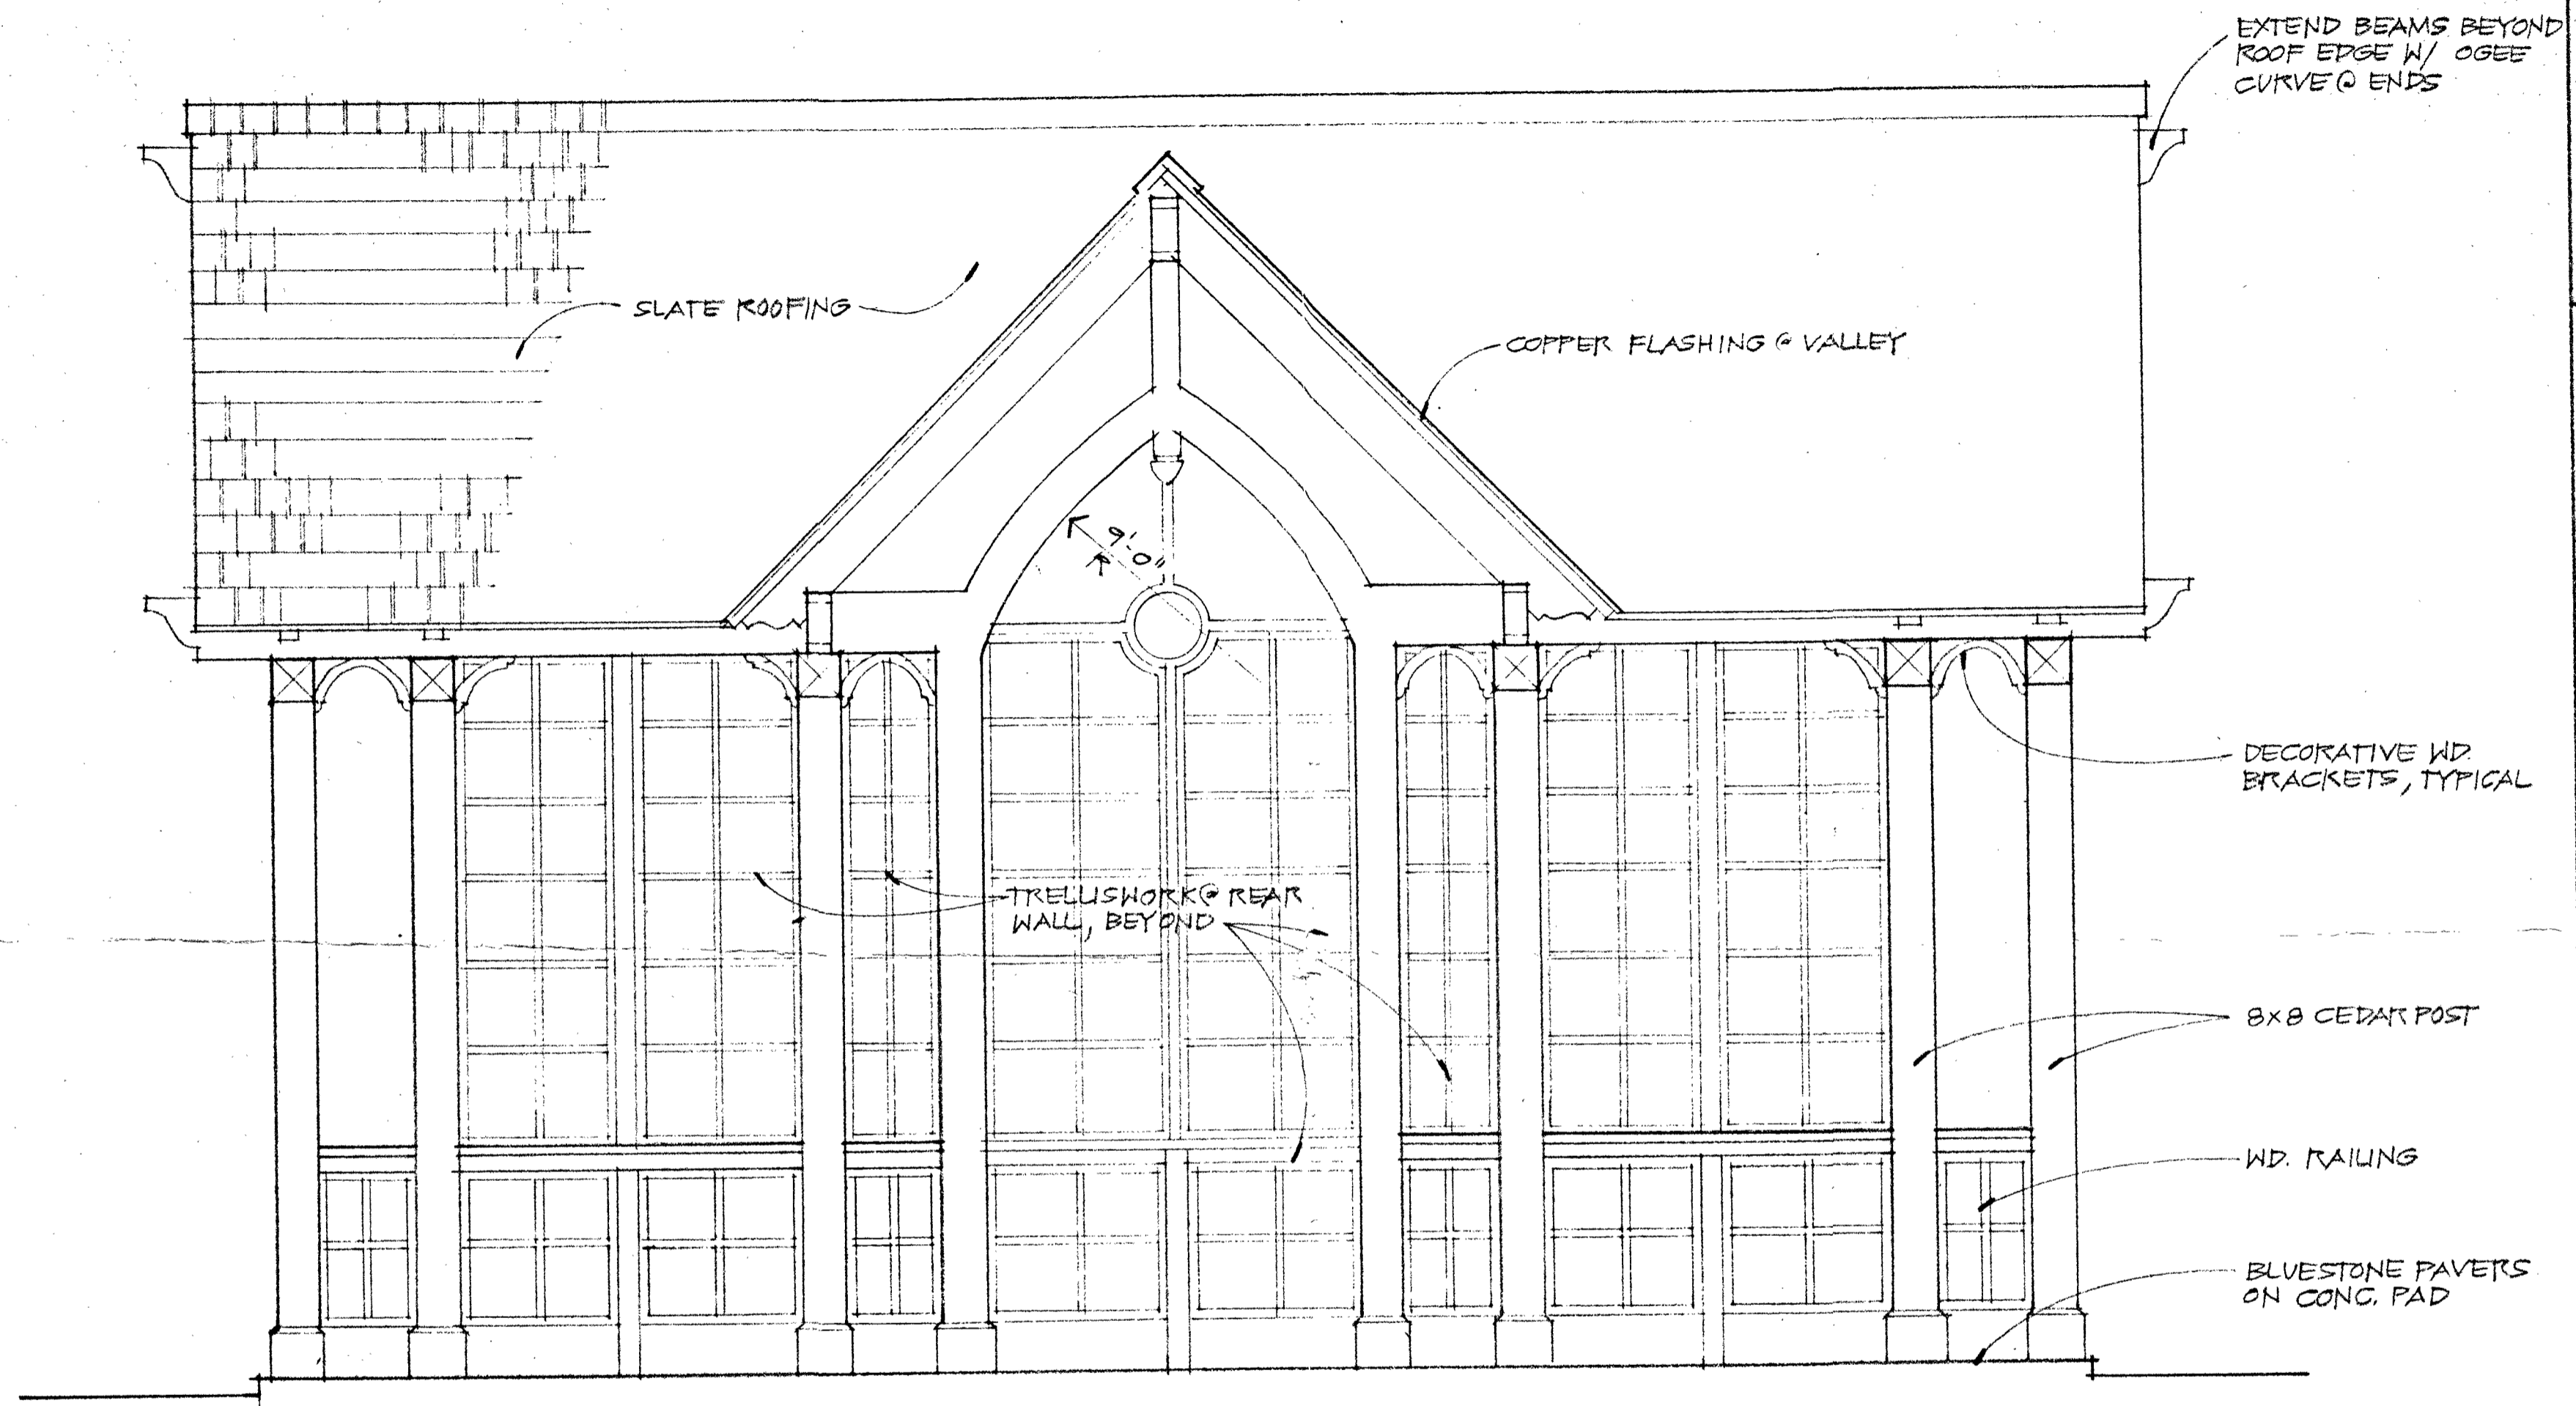 EXTEND BEAMS BEYOND
ROOF EDGE W/ OGEE
CURVE @ ENDS
SLATE ROOFING
COPPER FLASHING @ VALLEY
9'-0"
R
DECORATIVE WD.
BRACKETS, TYPICAL
TRELLISWORK @ REAR
WALL, BEYOND
8X8 CEDAR POST
WD. RAILING
BLUESTONE PAVERS
ON CONC. PAD